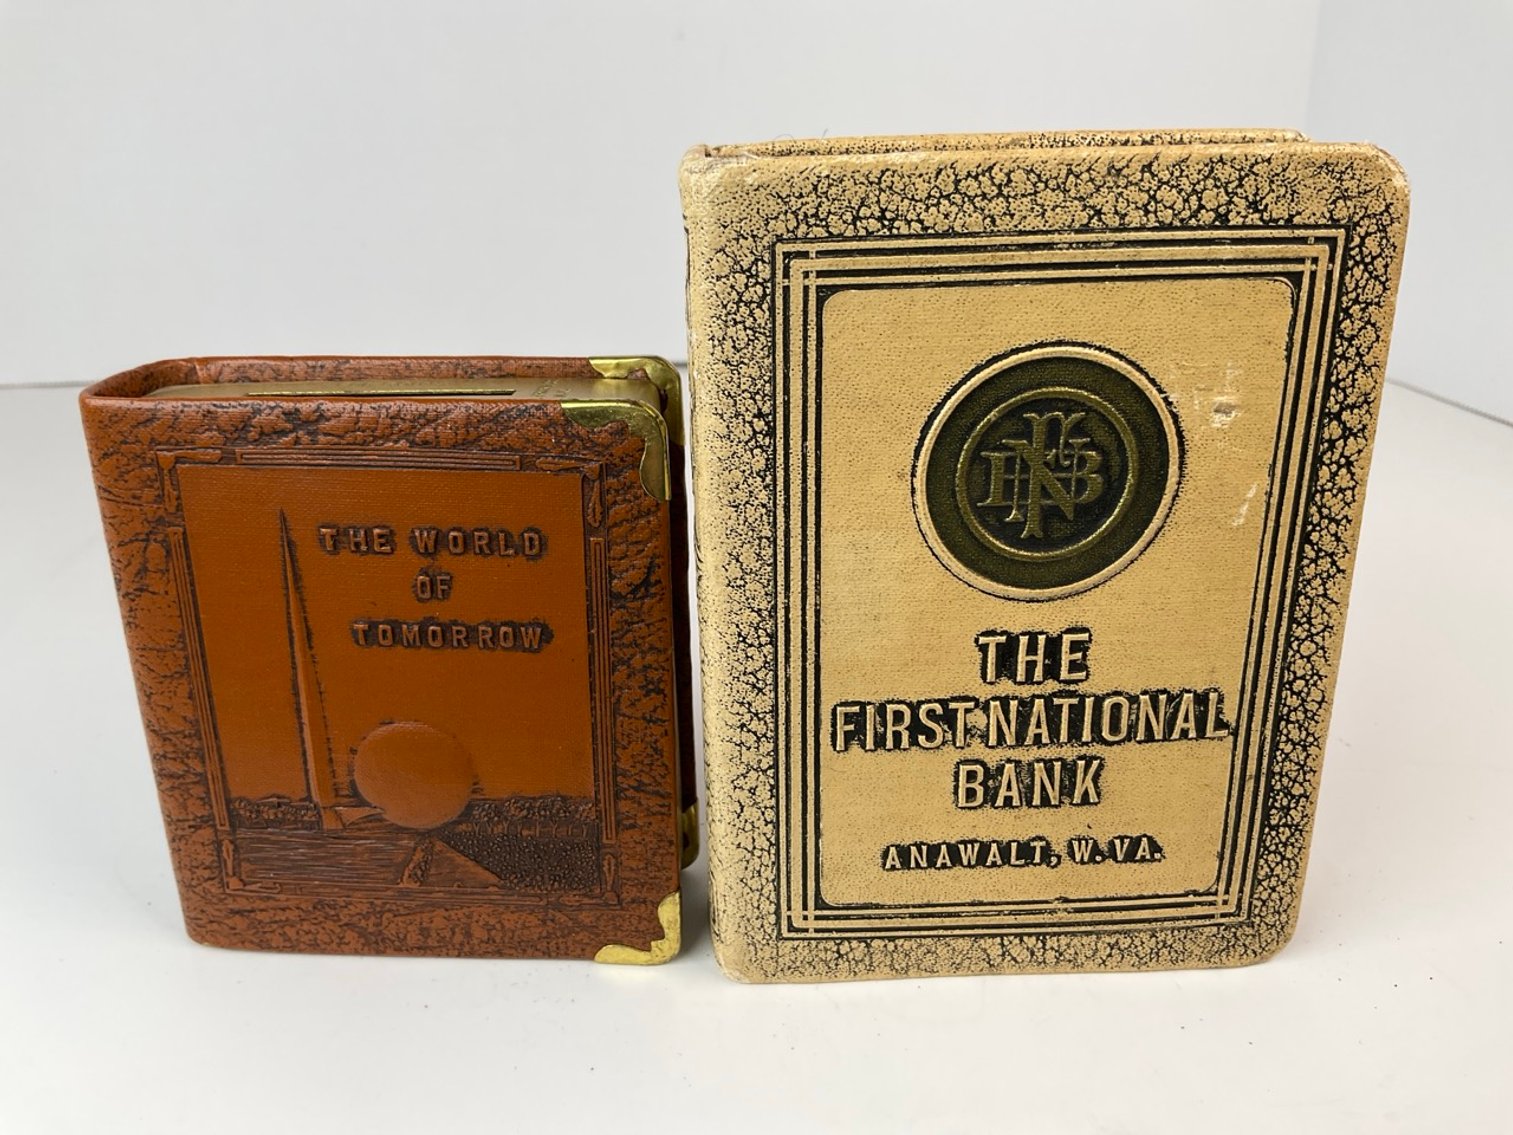 THE WORLD
OF
TOMORROW
FNB
THE
FIRST NATIONAL
BANK
ANAWALT, W. VA.